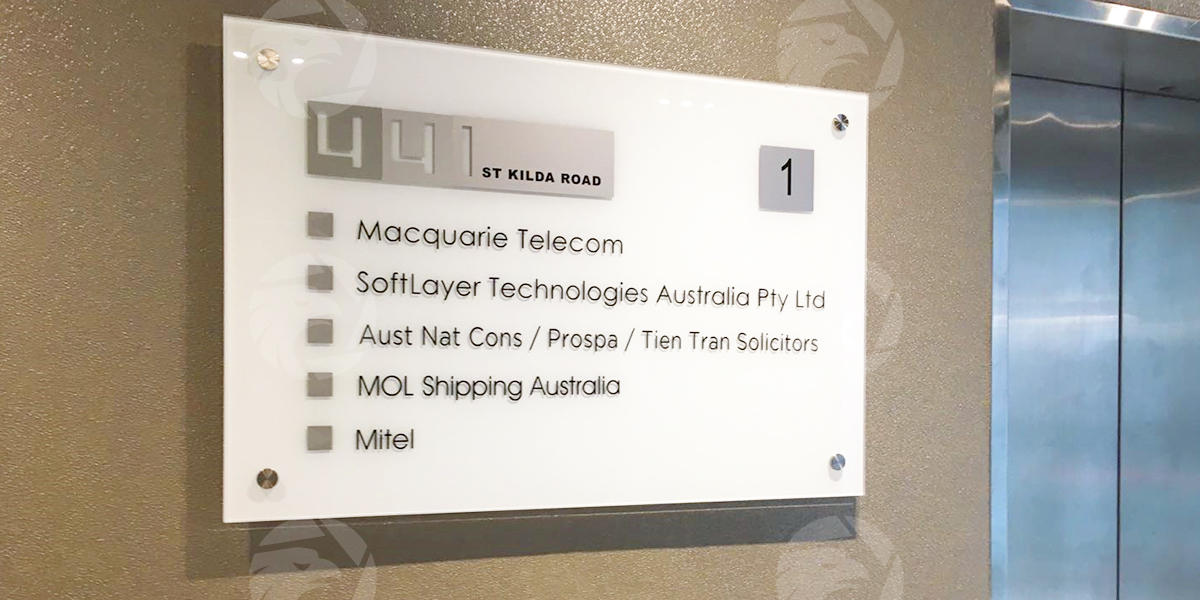 441 ST KILDA ROAD
1
Macquarie Telecom
SoftLayer Technologies Australia Pty Ltd
Aust Nat Cons / Prospa / Tien Tran Solicitors
MOL Shipping Australia
Mitel